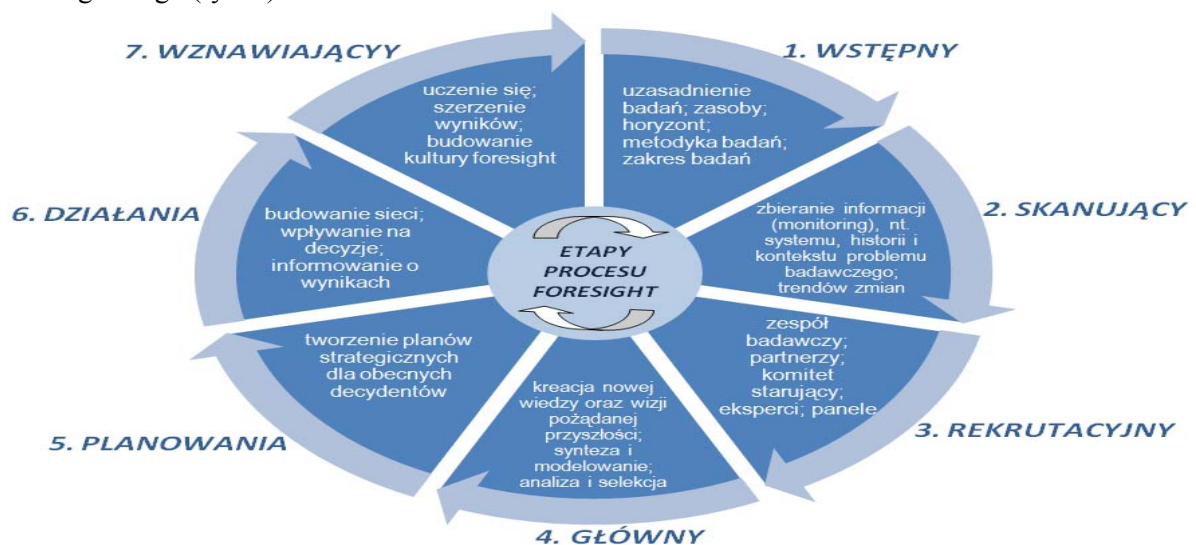 7. WZNAWIAJĄCYY
1. WSTĘPNY
uczenie się;
szerzenie
wyników;
budowanie
kultury foresight
uzasadnienie
badań; zasoby;
horyzont;
metodyka badań;
zakres badań
6. DZIAŁANIA
2. SKANUJĄCY
budowanie sieci;
wpływanie na
decyzje;
informowanie o
wynikach
ETAPY
PROCESU
FORESIGHT
zbieranie informacji
(monitoring), nt.
systemu, historii i
kontekstu problemu
badawczego;
trendów zmian
tworzenie planów
strategicznych
dla obecnych
decydentów
kreacja nowej
wiedzy oraz wizji
pożądanej
przyszłości;
synteza i
modelowanie;
analiza i selekcja
zespół
badawczy;
partnerzy;
komitet
starujący;
eksperci; panele
5. PLANOWANIA
3. REKRUTACYJNY
4. GŁÓWNY